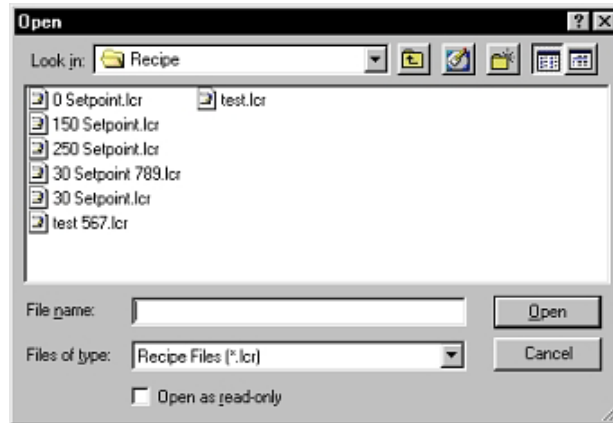 Open
Look in: Recipe
0 Setpoint.lcr test.lcr
150 Setpoint.lcr
250 Setpoint.lcr
30 Setpoint 789.lcr
30 Setpoint.lcr
test 567.lcr
File name: Open
Files of type: Recipe Files (*.lcr) Cancel
Open as read-only